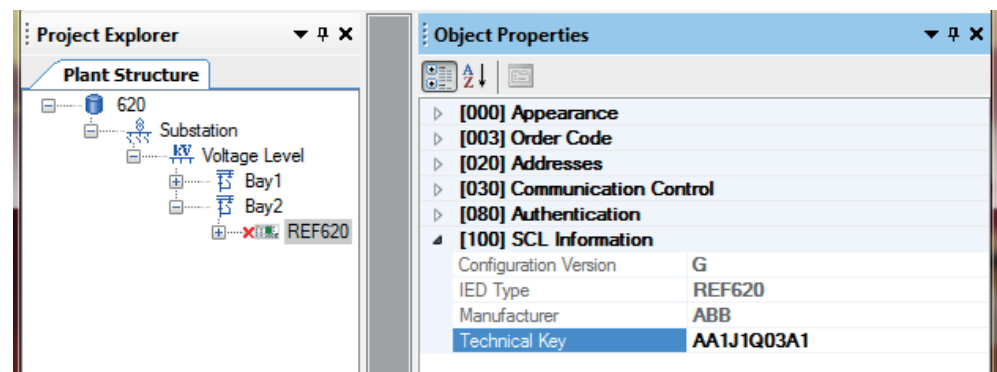 Project Explorer
Plant Structure
620
Substation
Voltage Level
Bay1
Bay2
REF620
Object Properties
[000] Appearance
[003] Order Code
[020] Addresses
[030] Communication Control
[080] Authentication
[100] SCL Information
Configuration Version G
IED Type REF620
Manufacturer ABB
Technical Key AA1J1Q03A1